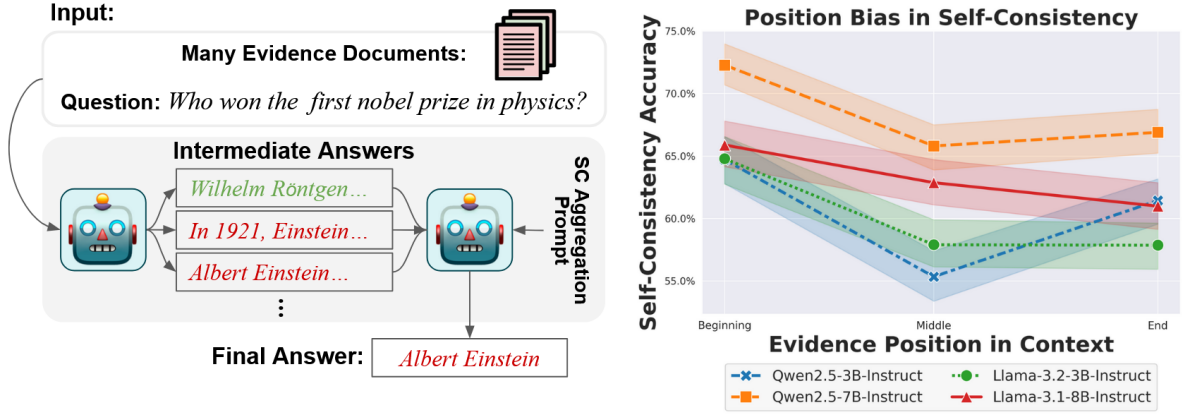 Input:
Many Evidence Documents:
Question: Who won the first nobel prize in physics?
Intermediate Answers
Wilhelm Röntgen...
In 1921, Einstein...
Albert Einstein...
...
SC Aggregation
Prompt
Final Answer:
Albert Einstein
Position Bias in Self-Consistency
Self-Consistency Accuracy
75.0%
70.0%
65.0%
60.0%
55.0%
Beginning
Middle
End
Evidence Position in Context
Qwen2.5-3B-Instruct
Qwen2.5-7B-Instruct
Llama-3.2-3B-Instruct
Llama-3.1-8B-Instruct